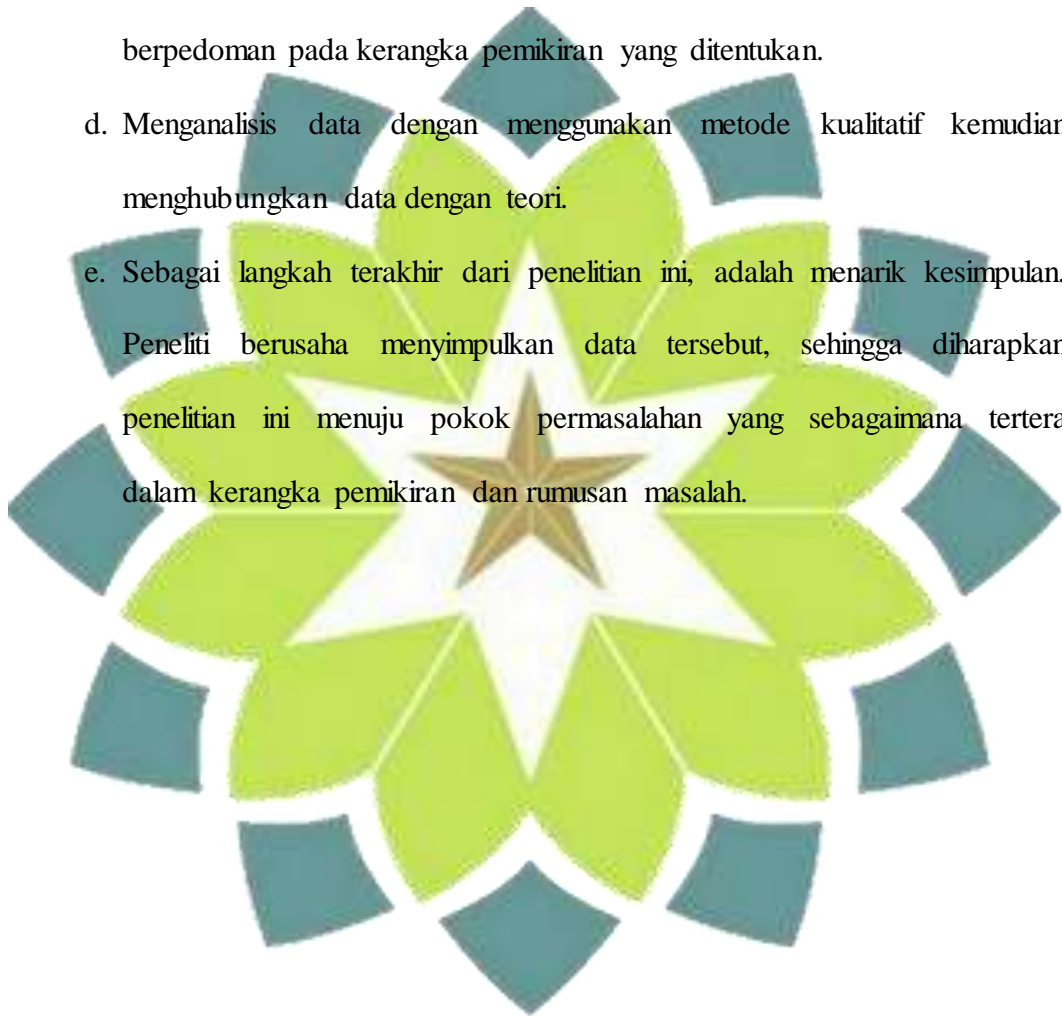 berpedoman pada kerangka pemikiran yang ditentukan.
d. Menganalisis data dengan menggunakan metode kualitatif kemudian
menghubungkan data dengan teori.
e. Sebagai langkah terakhir dari penelitian ini, adalah menarik kesimpulan.
Peneliti berusaha menyimpulkan data tersebut, sehingga diharapkan
penelitian ini menuju pokok permasalahan yang sebagaimana tertera
dalam kerangka pemikiran dan rumusan masalah.